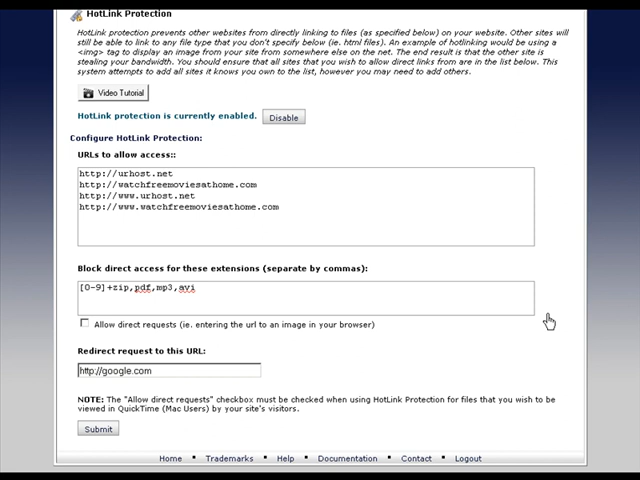 HotLink Protection
HotLink protection prevents other websites from directly linking to files (as specified below) on your website. Other sites will
still be able to link to any file type that you don't specify below (ie. html files). An example of hotlinking would be using a
<img> tag to display an image from your site from somewhere else on the net. The end result is that the other site is
stealing your bandwidth. You should ensure that all sites that you wish to allow direct links from are in the list below. This
system attempts to add all sites it knows you own to the list, however you may need to add others.
Video Tutorial
HotLink protection is currently enabled. Disable
Configure HotLink Protection:
URLs to allow access::
http://urhost.net
http://watchfreemoviesathome.com
http://www.urhost.net
http://www.watchfreemoviesathome.com
Block direct access for these extensions (separate by commas):
[0-9]+zip,pdf,mp3,avi
Allow direct requests (ie. entering the url to an image in your browser)
Redirect request to this URL:
http://google.com
NOTE: The "Allow direct requests" checkbox must be checked when using HotLink Protection for files that you wish to be
viewed in QuickTime (Mac Users) by your site's visitors.
Submit
Home ▪ Trademarks ▪ Help ▪ Documentation ▪ Contact ▪ Logout